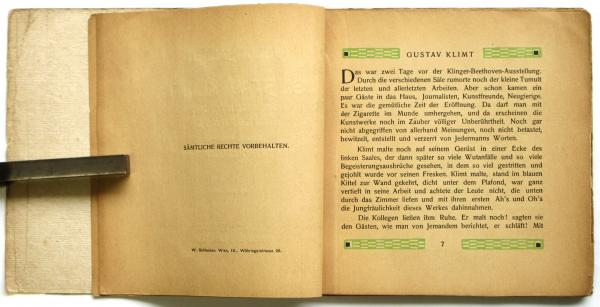 SÄMTLICHE RECHTE VORBEHALTEN.
W. Wien, IX., Währingerstrasse
GUSTAV KLIMT
Das war zwei Tage vor der Klinger-Beethoven-Ausstellung.
Durch die verschiedenen Säle rumorte noch der kleine Tumult
der letzten und allerletzten Arbeiten. Aber schon kamen ein
paar Gäste in das Haus, Journalisten, Kunstfreunde, Neugierige.
Es war die gemütliche Zeit der Eröffnung. Da darf man mit
der Zigarette im Munde umhergehen, und da erscheinen die
Kunstwerke noch im Zauber völliger Unberührtheit. Noch gar
nicht abgegriffen von allerhand Meinungen, noch nicht betastet,
bewitzelt, entstellt und verzerrt von Jedermanns Worten.
Klimt malte noch auf seinem Gerüst in einer Ecke des
linken Saales, der dann später so viele Wutanfälle und so viele
Begeisterungsausbrüche gesehen, in dem so viel gestritten und
gejohlt wurde vor seinen Fresken. Klimt malte, stand im blauen
Kittel zur Wand gekehrt, dicht unter dem Plafond, war ganz
vertieft in seine Arbeit und achtete der Leute nicht, die unten
durch das Zimmer liefen und mit ihren ersten Ah's und Oh's
die Jungfräulichkeit dieses Werkes dahinnahmen.
Die Kollegen ließen ihm Ruhe. Er malt noch! sagten sie
den Gästen, wie man von Jemandem berichtet, er schläft! Mit
7